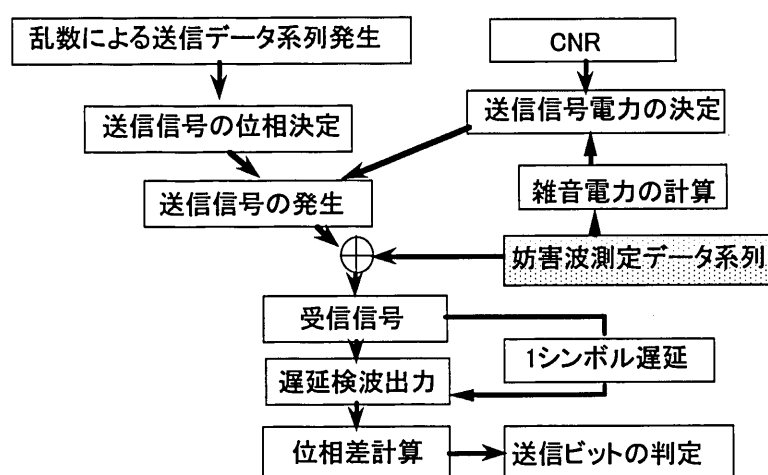 乱数による送信データ系列発生
CNR
送信信号の位相決定
送信信号電力の決定
送信信号の発生
雑音電力の計算
妨害波測定データ系列
受信信号
1シンボル遅延
遅延検波出力
位相差計算
送信ビットの判定